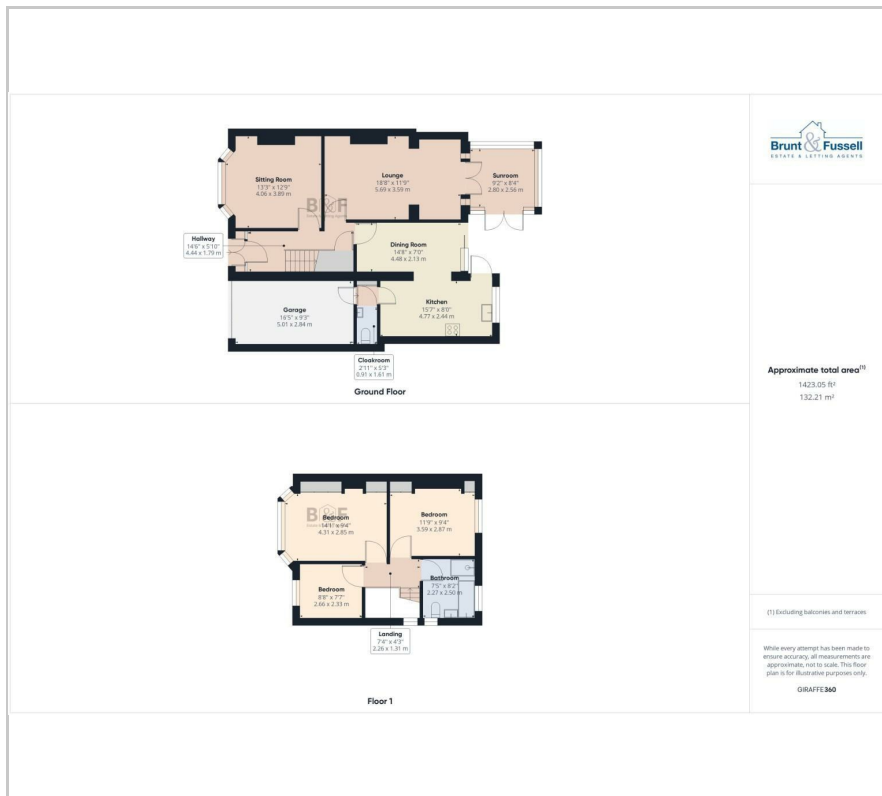 Brunt & Fussell
ESTATE & LETTING AGENTS
Sitting Room
13'3" x 12'9"
4.06 x 3.89 m
Lounge
18'8" x 11'9"
5.69 x 3.59 m
Sunroom
9'2" x 8'4"
2.80 x 2.56 m
B&F
Hallway
14'6" x 5'10"
4.44 x 1.79 m
Dining Room
14'8" x 7'0"
4.48 x 2.13 m
Garage
16'5" x 9'3"
5.01 x 2.84 m
Kitchen
15'7" x 8'0"
4.77 x 2.44 m
Cloakroom
2'11" x 5'3"
0.91 x 1.61 m
Ground Floor
Approximate total area(1)
1423.05 ft²
132.21 m²
Bedroom
14'1" x 9'4"
4.31 x 2.85 m
B&F
Bedroom
11'9" x 9'4"
3.59 x 2.87 m
Bedroom
8'8" x 7'7"
2.66 x 2.33 m
Bathroom
7'5" x 8'2"
2.27 x 2.50 m
Landing
7'4" x 4'3"
2.26 x 1.31 m
Floor 1
(1) Excluding balconies and terraces
While every attempt has been made to
ensure accuracy, all measurements are
approximate, not to scale. This floor
plan is for illustrative purposes only.
GIRAFFE360